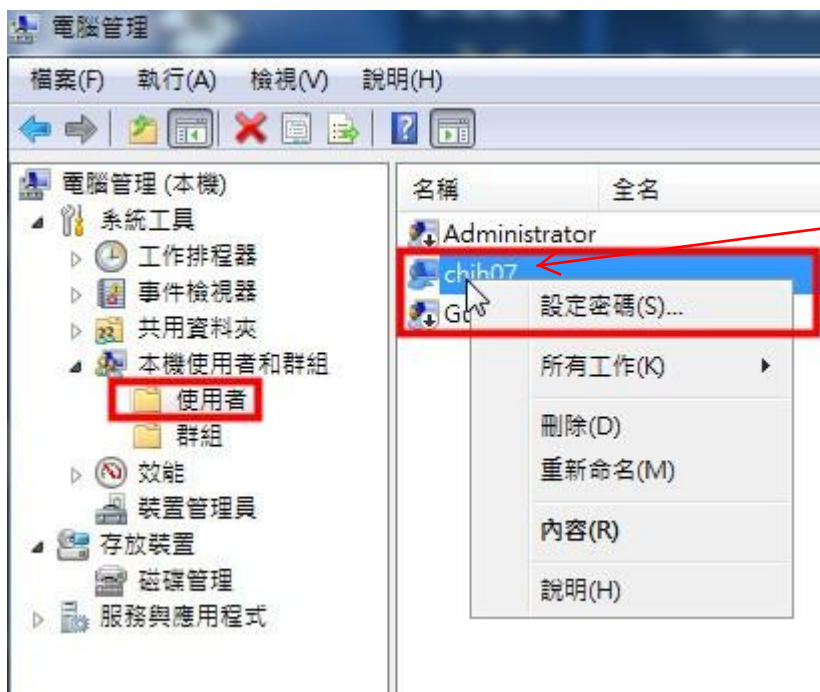 電腦管理
檔案(F) 執行(A) 檢視(V) 說明(H)
電腦管理 (本機)
系統工具
工作排程器
事件檢視器
共用資料夾
本機使用者和群組
使用者
群組
效能
裝置管理員
存放裝置
磁碟管理
服務與應用程式
名稱 全名
Administrator
chih07
設定密碼(S)...
所有工作(K)
刪除(D)
重新命名(M)
內容(R)
說明(H)